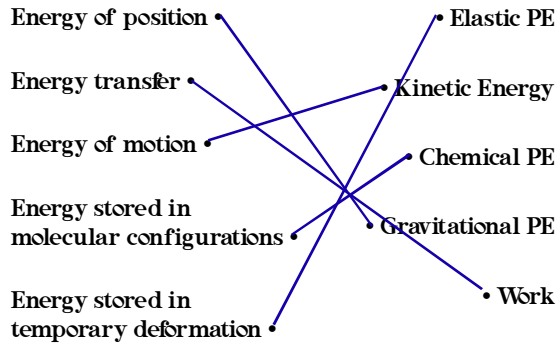 Energy of position
Energy transfer
Energy of motion
Energy stored in
molecular configurations
Energy stored in
temporary deformation
Elastic PE
Kinetic Energy
Chemical PE
Gravitational PE
Work